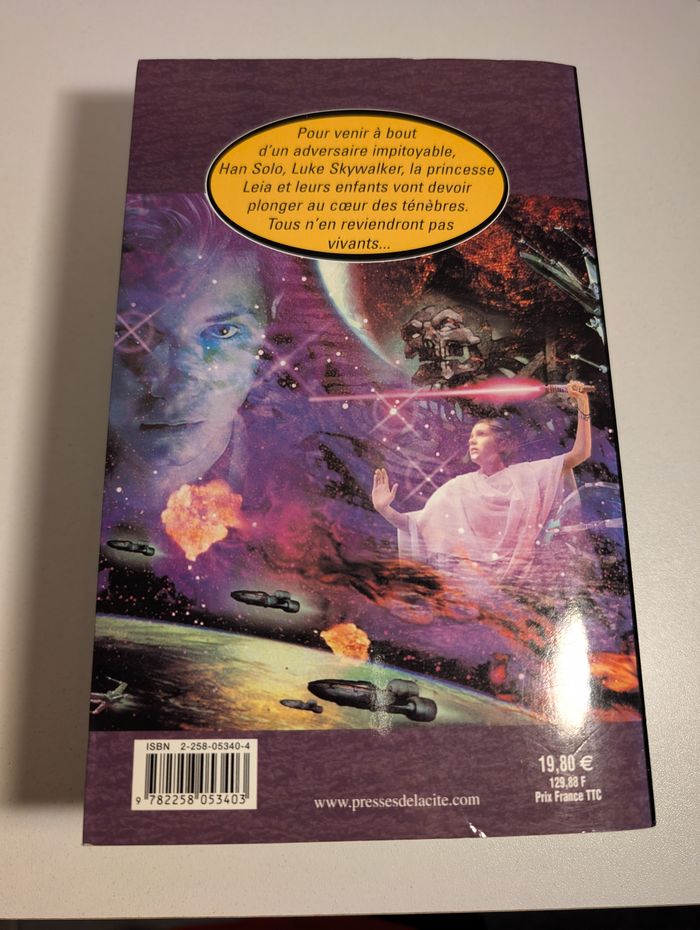 Pour venir à bout
d'un adversaire impitoyable,
Han Solo, Luke Skywalker, la princesse
Leia et leurs enfants vont devoir
plonger au cœur des ténèbres.
Tous n'en reviendront pas
vivants...
ISBN 2-258-05340-4
9 782258 053403
www.pressesdelacite.com
19,80 €
129,88 F
Prix France TTC